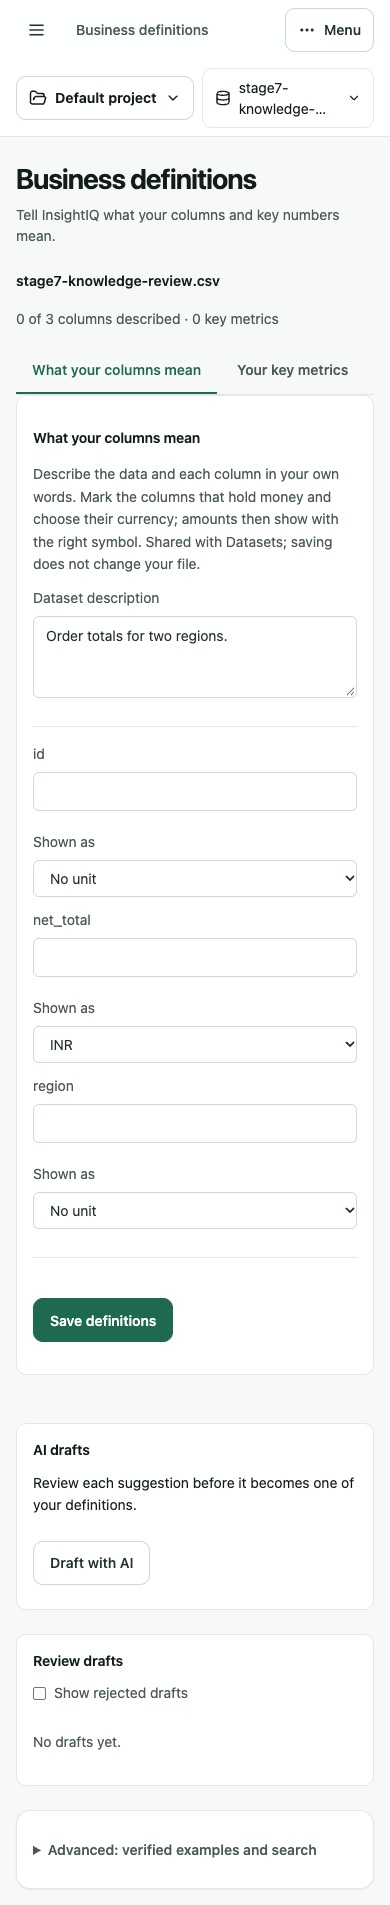 Business definitions
Menu
Default project
stage7-
knowledge-...
Business definitions
Tell InsightIQ what your columns and key numbers
mean.
stage7-knowledge-review.csv
0 of 3 columns described · 0 key metrics
What your columns mean
Your key metrics
What your columns mean
Describe the data and each column in your own
words. Mark the columns that hold money and
choose their currency; amounts then show with
the right symbol. Shared with Datasets; saving
does not change your file.
Dataset description
Order totals for two regions.
id
Shown as
No unit
net_total
Shown as
INR
region
Shown as
No unit
Save definitions
AI drafts
Review each suggestion before it becomes one of
your definitions.
Draft with AI
Review drafts
Show rejected drafts
No drafts yet.
Advanced: verified examples and search